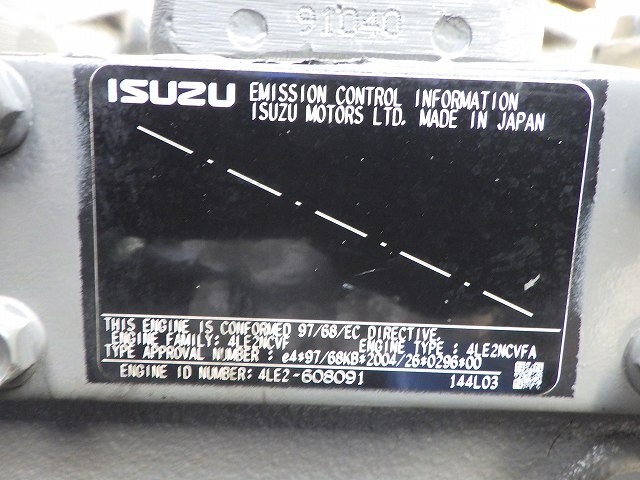 91040
ISUZU EMISSION CONTROL INFORMATION
ISUZU MOTORS LTD. MADE IN JAPAN
THIS ENGINE IS CONFORMED 97/68/EC DIRECTIVE
ENGINE FAMILY: 4LE2NCVF ENGINE TYPE : 4LE2NCVFA
TYPE APPROVAL NUMBER : e4*97/68KB*2004/26*0296*00
ENGINE ID NUMBER: 4LE2-608091 144L03